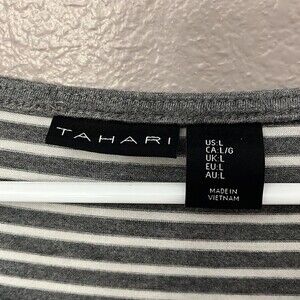 TAHARI
US:L
CA:L/G
UK:L
EU:L
AU:L
MADE IN
VIETNAM